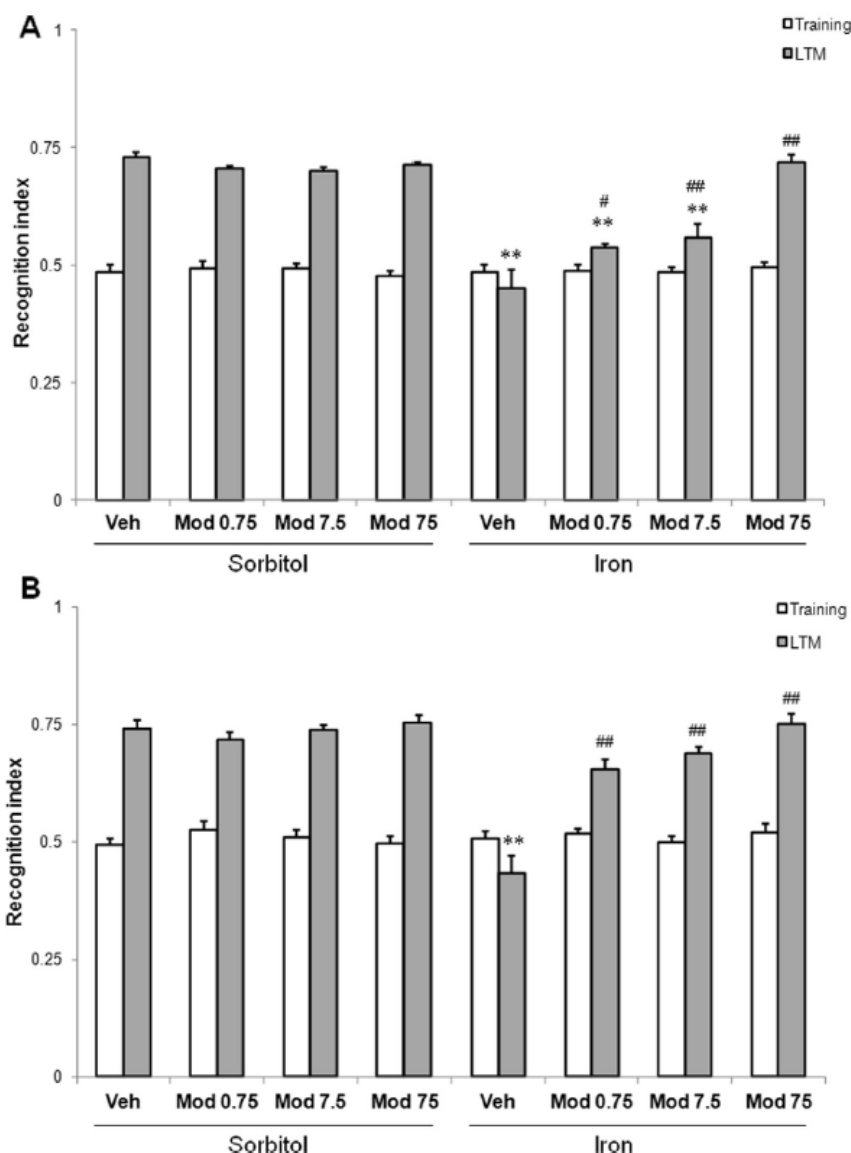 A
1
Training
LTM
0.75
##
##
#
**
**
0.5
**
Recognition index
0.25
0
Veh Mod 0.75 Mod 7.5 Mod 75 Veh Mod 0.75 Mod 7.5 Mod 75
Sorbitol Iron
B
1
Training
LTM
0.75
##
##
##
0.5
**
Recognition index
0.25
0
Veh Mod 0.75 Mod 7.5 Mod 75 Veh Mod 0.75 Mod 7.5 Mod 75
Sorbitol Iron